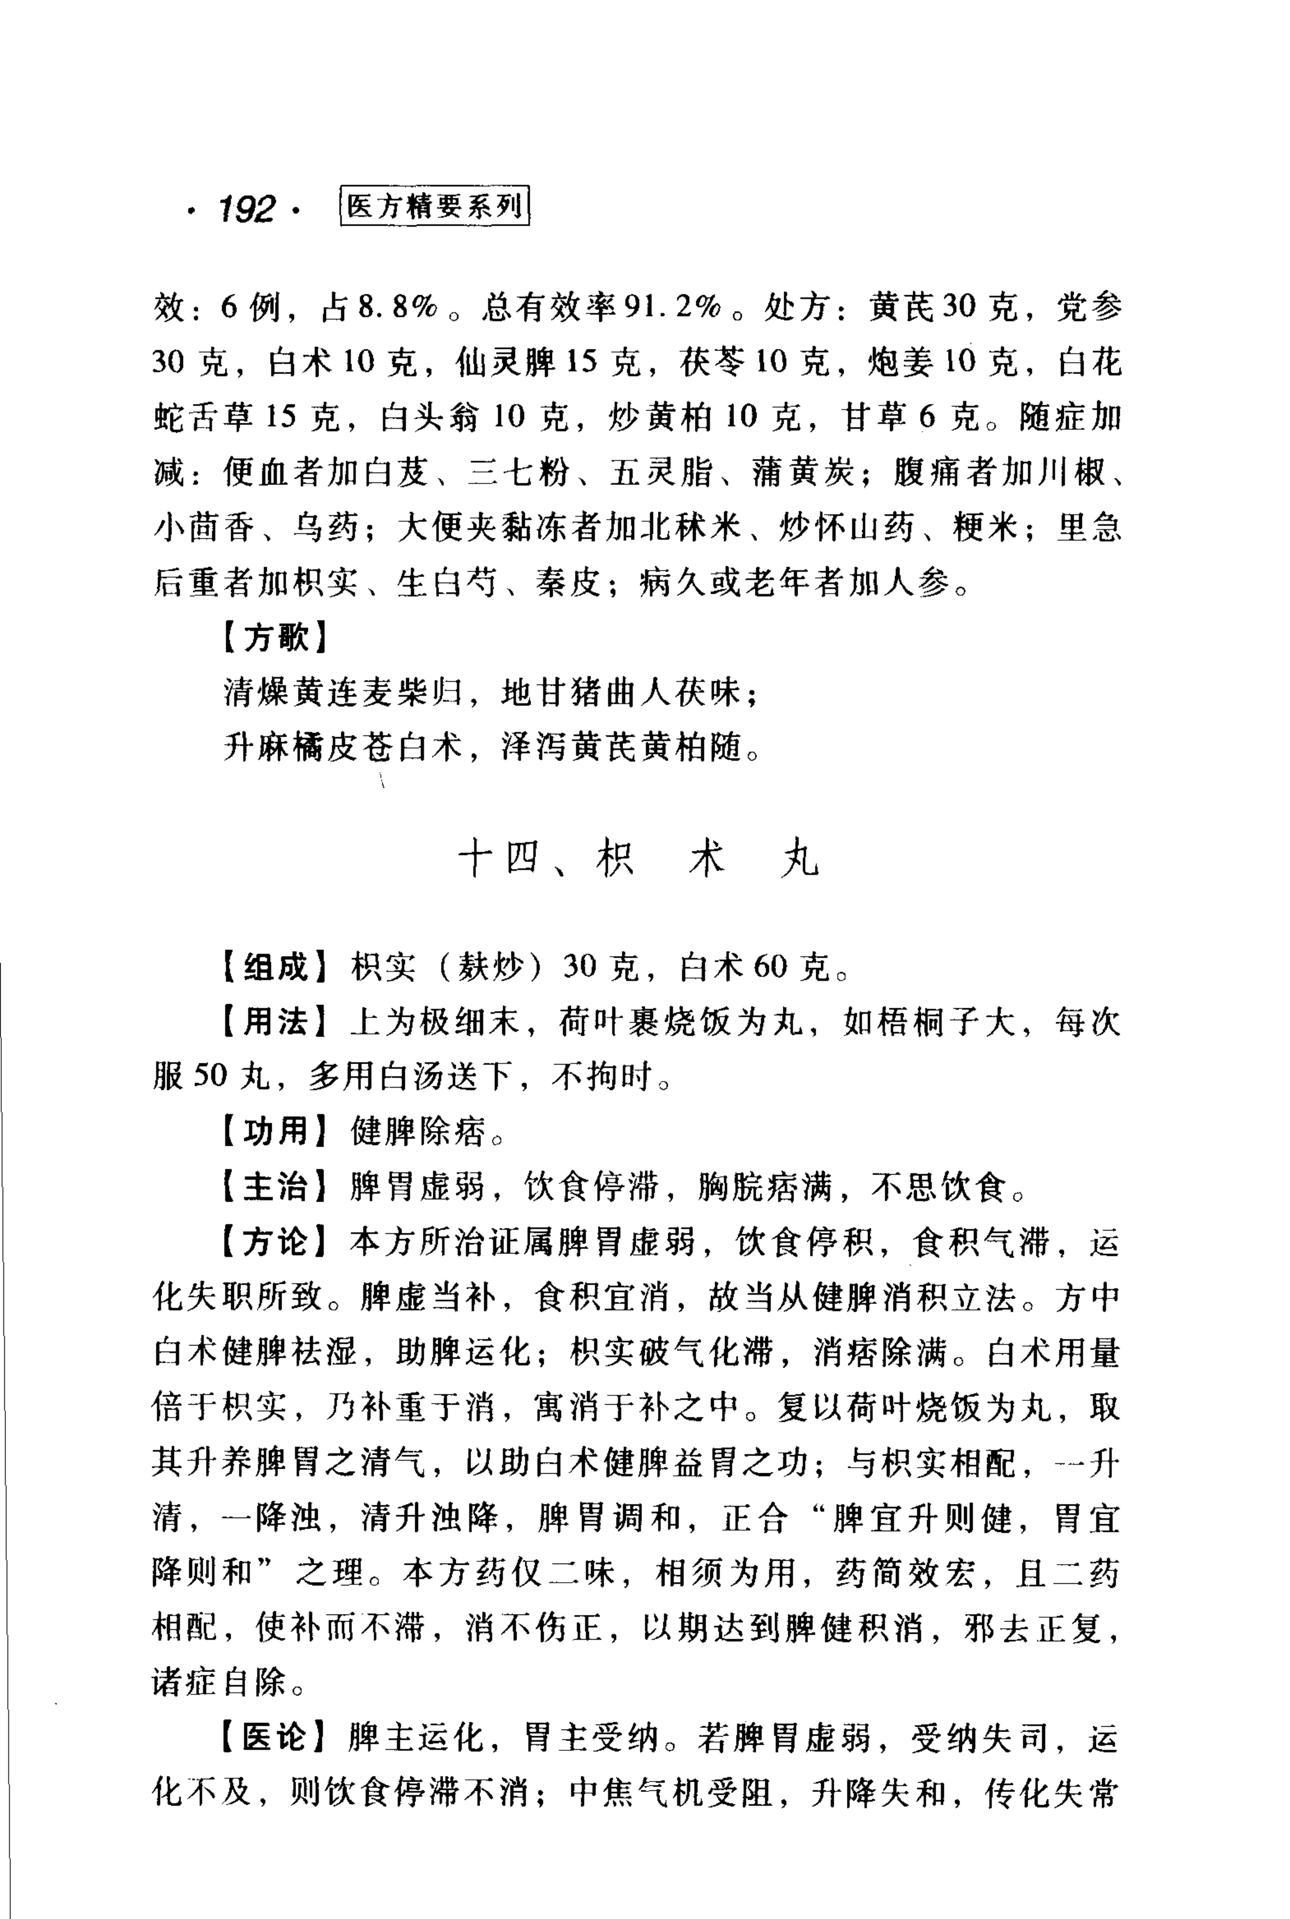 ·192· 医方精要系列
效：6 例，占8.8%。总有效率91.2%。处方：黄芪30 克，党参
30 克，白术10 克，仙灵脾15 克，茯苓10 克，炮姜10 克，白花
蛇舌草15 克，白头翁10 克，炒黄柏10 克，甘草6 克。随症加
减：便血者加白芨、三七粉、五灵脂、蒲黄炭；腹痛者加川椒、
小茴香、乌药；大便夹黏冻者加北秫米、炒怀山药、粳米；里急
后重者加枳实、生白芍、秦皮；病久或老年者加人参。
【方歌】
清燥黄连麦柴归，地甘猪曲人茯味；
升麻橘皮苍白术，泽泻黄芪黄柏随。
十四、枳 术 丸
【组成】枳实（麸炒）30 克，白术60 克。
【用法】上为极细末，荷叶裹烧饭为丸，如梧桐子大，每次
服50 丸，多用白汤送下，不拘时。
【功用】健脾除痞。
【主治】脾胃虚弱，饮食停滞，胸脘痞满，不思饮食。
【方论】本方所治证属脾胃虚弱，饮食停积，食积气滞，运
化失职所致。脾虚当补，食积宜消，故当从健脾消积立法。方中
白术健脾祛湿，助脾运化；枳实破气化滞，消痞除满。白术用量
倍于枳实，乃补重于消，寓消于补之中。复以荷叶烧饭为丸，取
其升养脾胃之清气，以助白术健脾益胃之功；与枳实相配，一升
清，一降浊，清升浊降，脾胃调和，正合“脾宜升则健，胃宜
降则和”之理。本方药仅二味，相须为用，药简效宏，且二药
相配，使补而不滞，消不伤正，以期达到脾健积消，邪去正复，
诸症自除。
【医论】脾主运化，胃主受纳。若脾胃虚弱，受纳失司，运
化不及，则饮食停滞不消；中焦气机受阻，升降失和，传化失常